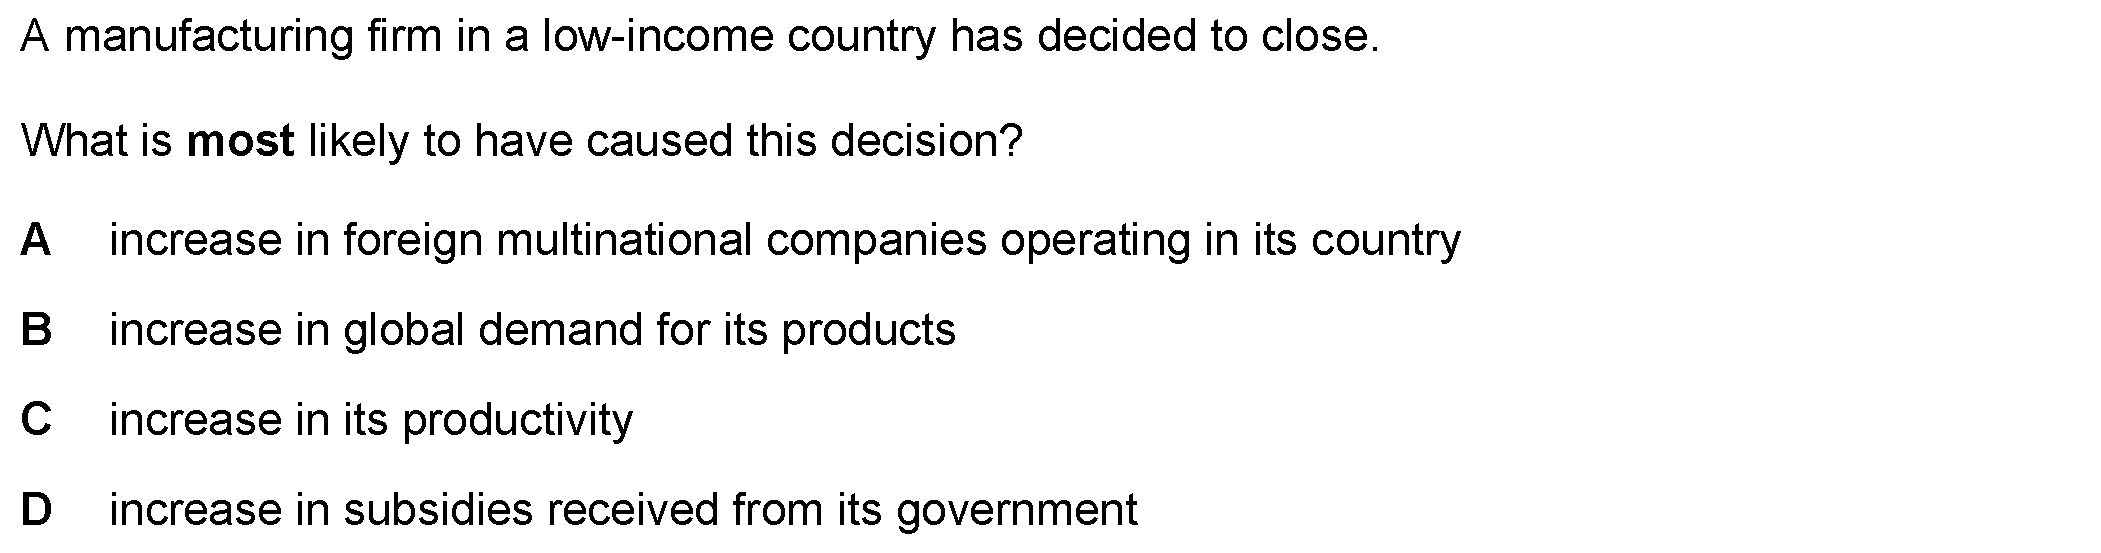 A manufacturing firm in a low-income country has decided to close.
What is most likely to have caused this decision?
A increase in foreign multinational companies operating in its country
B increase in global demand for its products
C increase in its productivity
D increase in subsidies received from its government